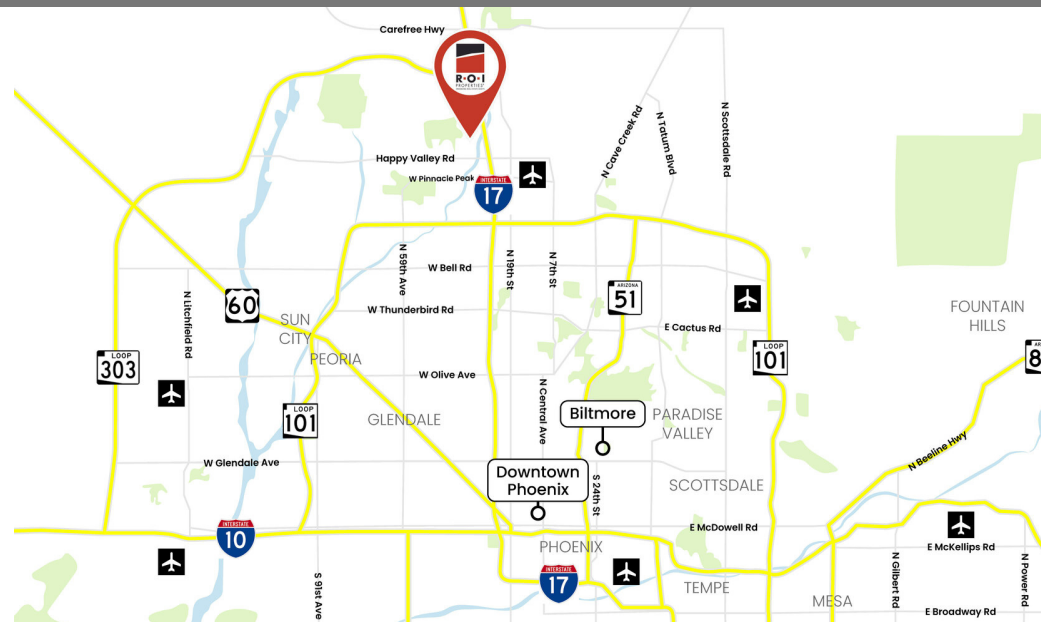 Carefree Hwy
R•O•I
PROPERTIES
Happy Valley Rd
W Pinnacle Peak
INTERSTATE
17
N Cave Creek Rd
N Tatum Blvd
N Scottsdale Rd
N 59th Ave
W Bell Rd
N 19th St
N 7th St
N Litchfield Rd
60
SUN
CITY
W Thunderbird Rd
ARIZONA
51
E Cactus Rd
FOUNTAIN
HILLS
LOOP
303
PEORIA
W Olive Ave
LOOP
101
AR
8
LOOP
101
GLENDALE
N Central Ave
Biltmore
PARADISE
VALLEY
W Glendale Ave
Downtown
Phoenix
S 24th St
SCOTTSDALE
N Beeline Hwy
INTERSTATE
10
E McDowell Rd
PHOENIX
E McKellips Rd
S 91st Ave
INTERSTATE
17
TEMPE
MESA
N Gilbert Rd
N Power Rd
E Broadway Rd